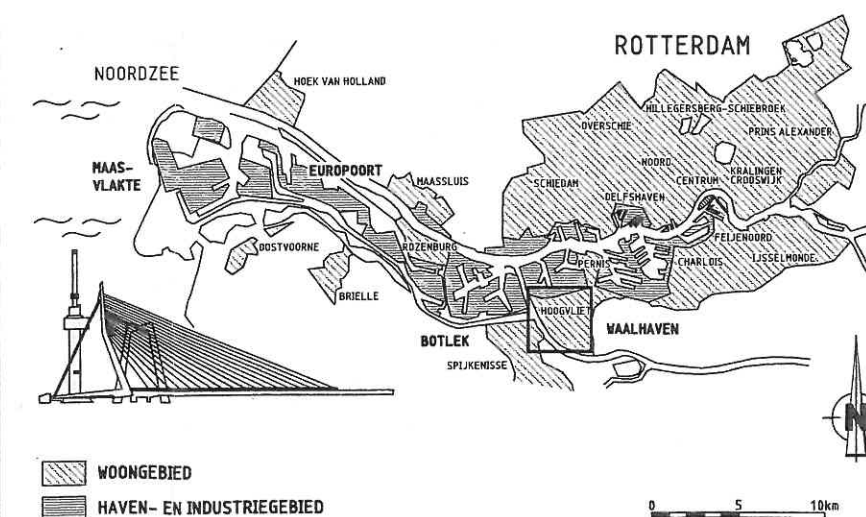 ROTTERDAM
NOORDZEE
HOEK VAN HOLLAND
HILLEGERSBERG-SCHIEBROEK
OVERSCHIE
PRINS ALEXANDER
MAAS-
VLAKTE
EUROPOORT
MAASSLUIS
NOORD
KRALINGEN
CROOSWIJK
SCHIEDAM
CENTRUM
DELFSHAVEN
OOSTVOORNE
ROZENBURG
FEIJENOORD
IJSSELMONDE
PERNIS
CHARLOIS
BRIELLE
HOOGVLIET
BOTLEK
WAALHAVEN
SPIJKENISSE
N
WOONGEBIED
HAVEN- EN INDUSTRIEGEBIED
0 5 10km